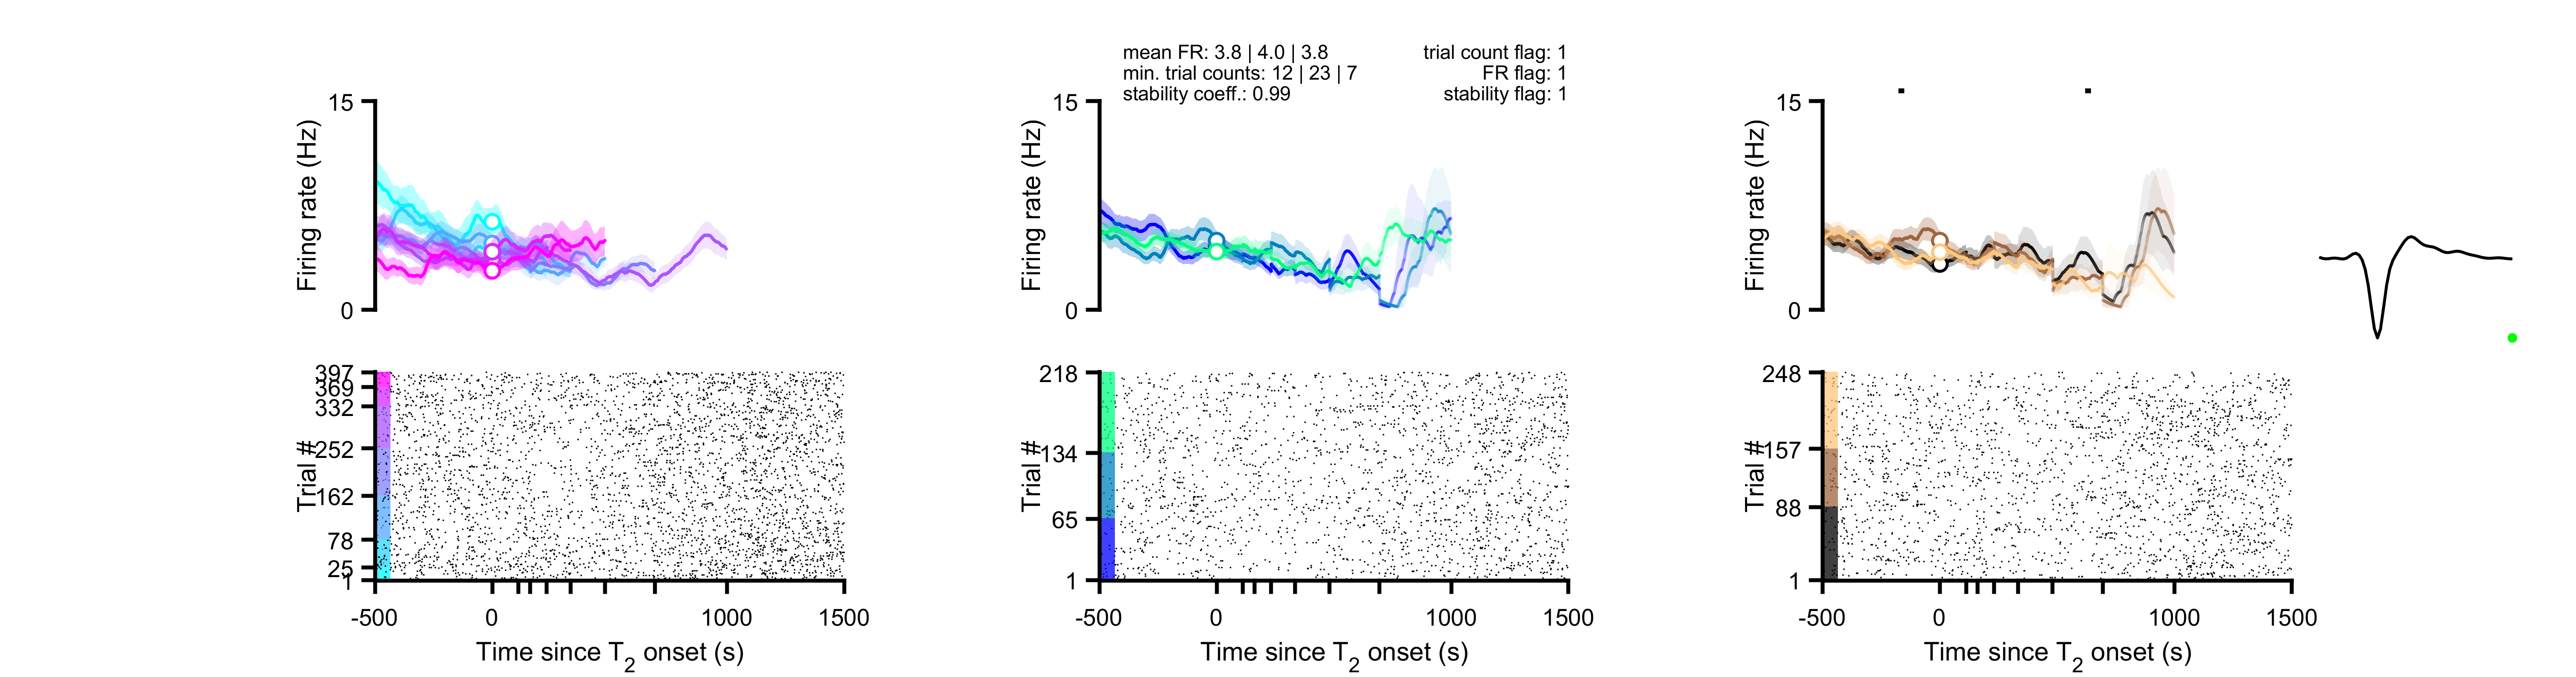 mean FR: 3.8 | 4.0 | 3.8
min. trial counts: 12 | 23 | 7
stability coeff.: 0.99
trial count flag: 1
FR flag: 1
stability flag: 1
15
Firing rate (Hz)
0
15
Firing rate (Hz)
0
15
Firing rate (Hz)
0
397
369
332
252
162
78
25
1
Trial #
-500
0
1000
1500
Time since T2 onset (s)
218
134
65
1
Trial #
-500
0
1000
1500
Time since T2 onset (s)
248
157
88
1
Trial #
-500
0
1000
1500
Time since T2 onset (s)